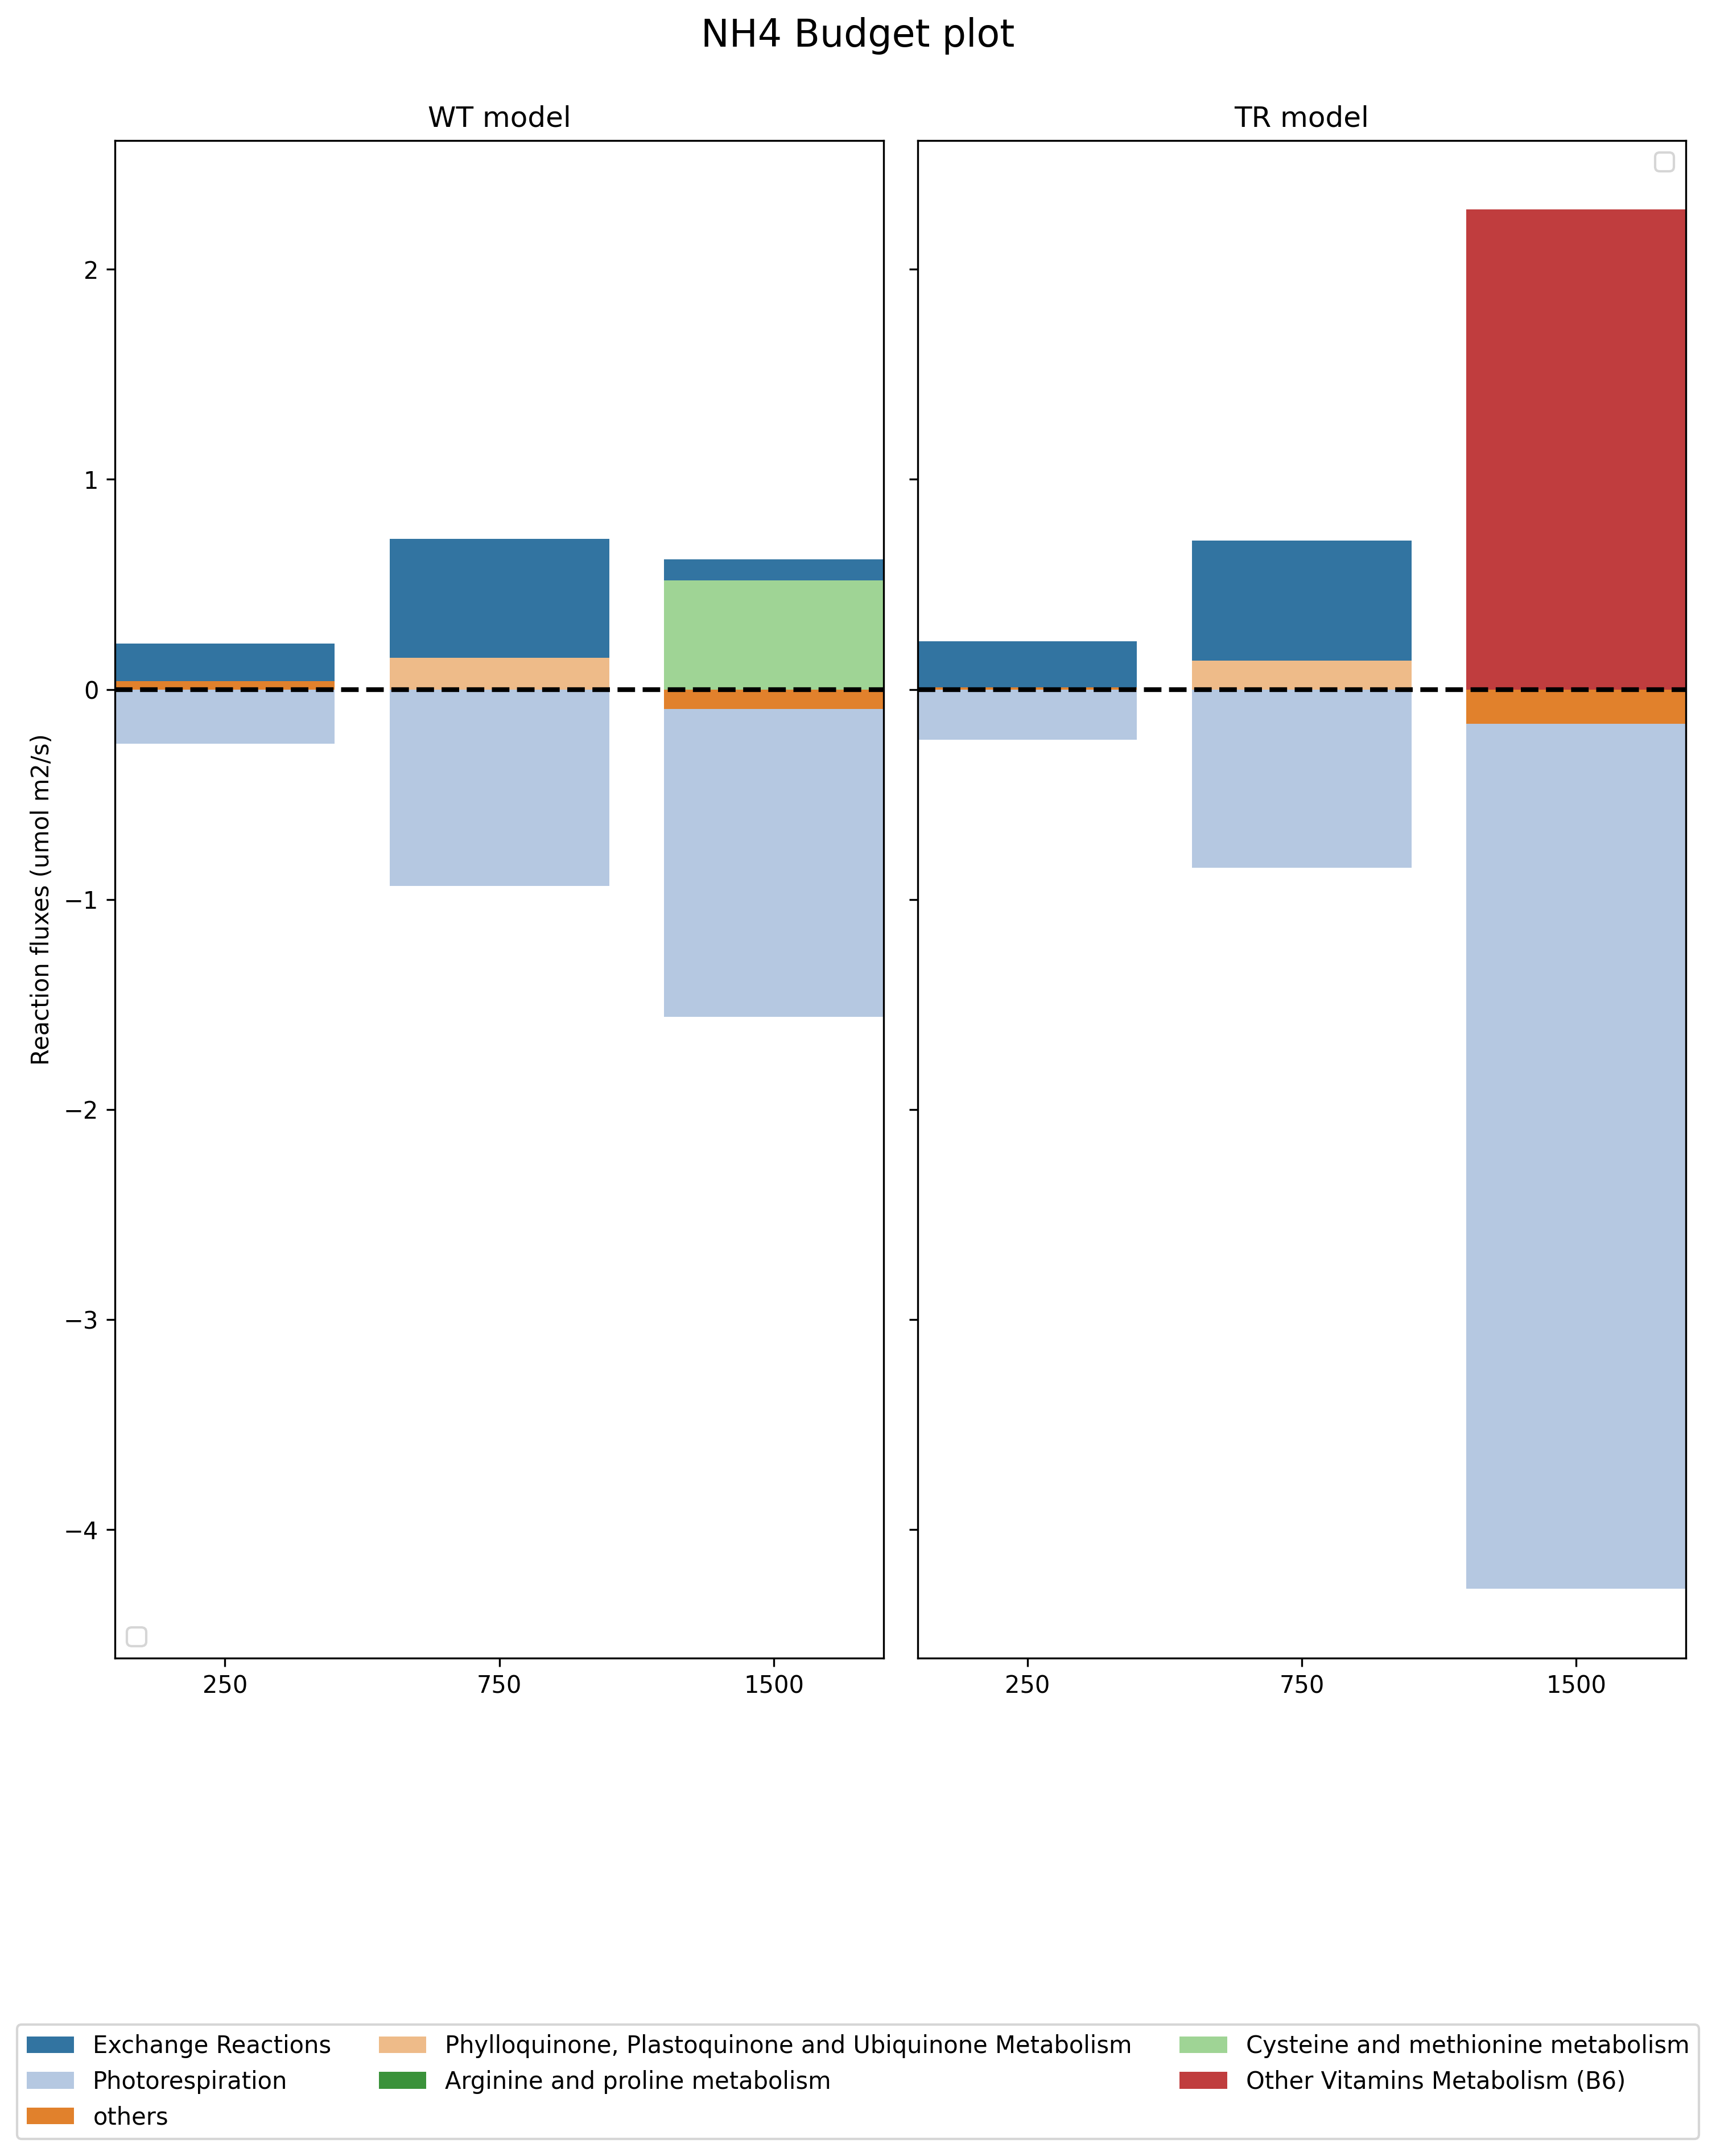 NH4 Budget plot
WT model
TR model
Reaction fluxes (umol m2/s)
2
1
0
−1
−2
−3
−4
250 750 1500
250 750 1500
Exchange Reactions
Photorespiration
others
Phylloquinone, Plastoquinone and Ubiquinone Metabolism
Arginine and proline metabolism
Cysteine and methionine metabolism
Other Vitamins Metabolism (B6)